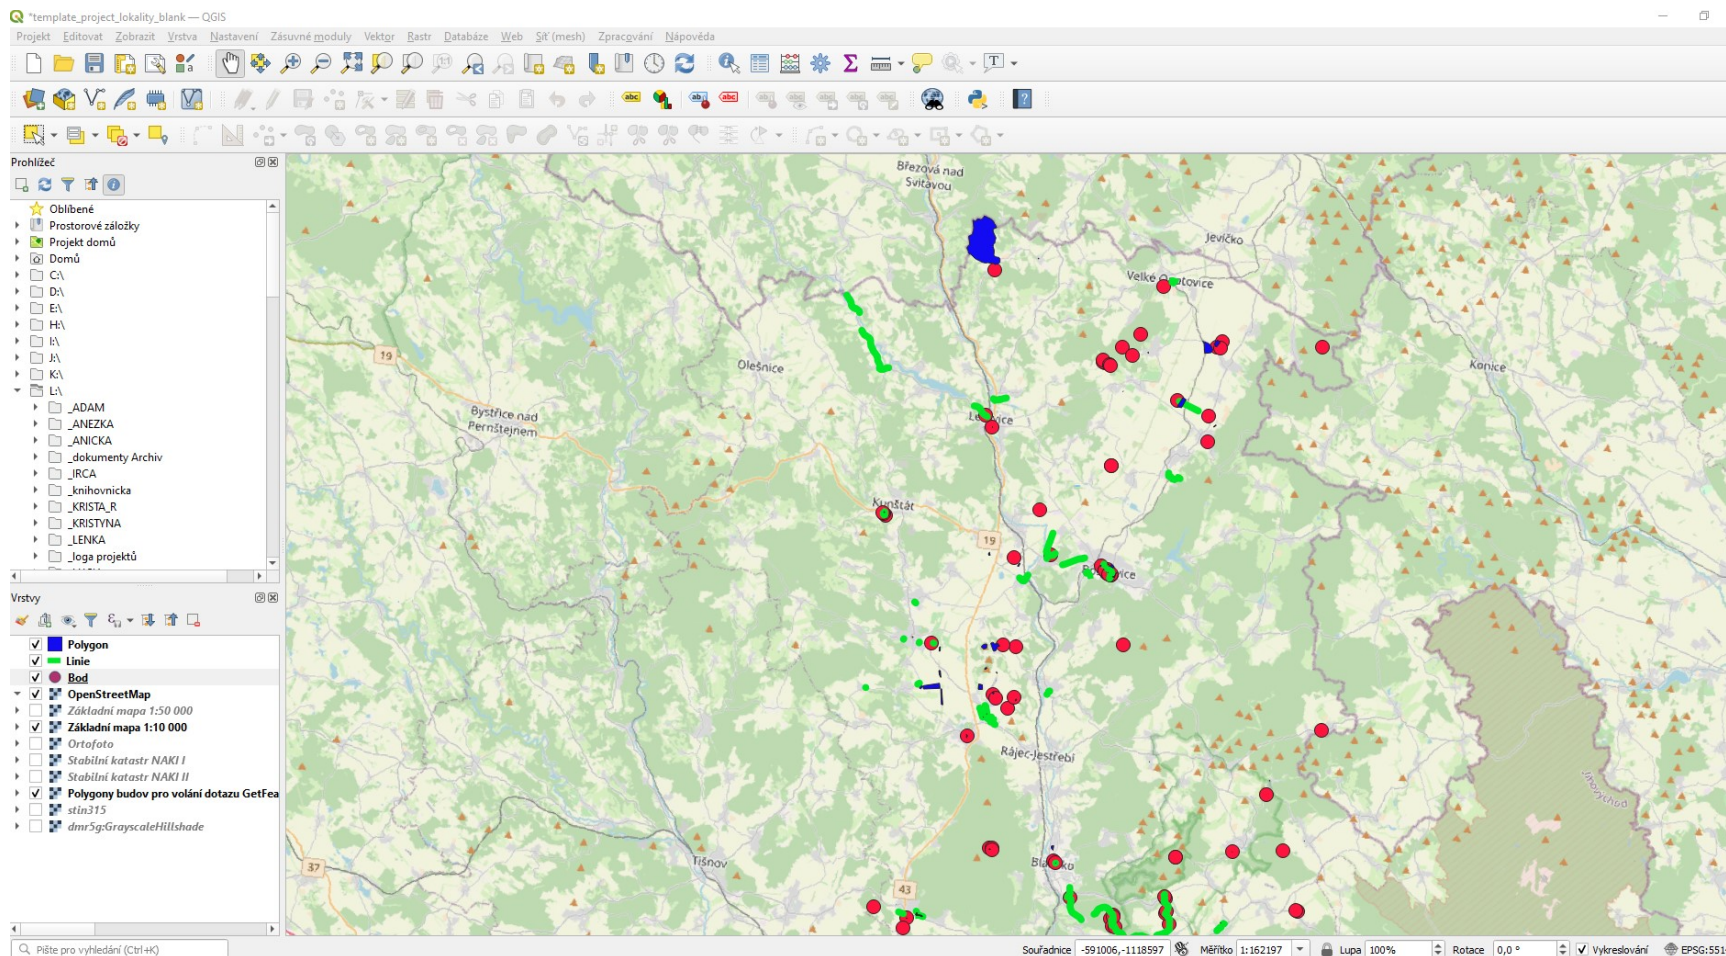 *template_project_lokality_blank — QGIS
Projekt Editovat Zobrazit Vrstva Nastavení Zásuvné moduly Vektor Rastr Databáze Web Síť (mesh) Zpracování Nápověda
Prohlížeč
Oblíbené
Prostorové záložky
Projekt domů
Domů
C:\
D:\
E:\
H:\
I:\
J:\
K:\
L:\
_ADAM
_ANEZKA
_ANICKA
_dokumenty Archiv
_IRCA
_knihovnicka
_KRISTA_R
_KRISTYNA
_LENKA
_loga projektů
Vrstvy
Polygon
Linie
Bod
OpenStreetMap
Základní mapa 1:50 000
Základní mapa 1:10 000
Ortofoto
Stabilní katastr NAKI I
Stabilní katastr NAKI II
Polygony budov pro volání dotazu GetFea
stin315
dmr5g:GrayscaleHillshade
Březová nad
Svitavou
Jevíčko
Velké
19
Olešnice
Konice
Bystřice nad
Pernštejnem
Kunštát
19
Rájec-Jestřebí
Jihovýchod
Tišnov
37
43
Pište pro vyhledání (Ctrl+K)
Souřadnice -591006,-1118597 Měřítko 1:162197 Lupa 100% Rotace 0,0 ° Vykreslování EPSG:551